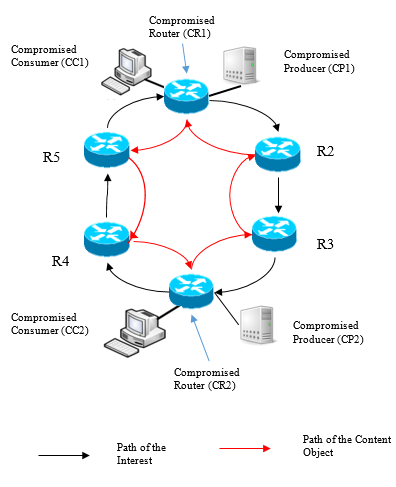 Compromised
Router (CR1)
Compromised
Consumer (CC1)
Compromised
Producer (CP1)
R5
R2
R4
R3
Compromised
Consumer (CC2)
Compromised
Producer (CP2)
Compromised
Router (CR2)
Path of the
Interest
Path of the Content
Object